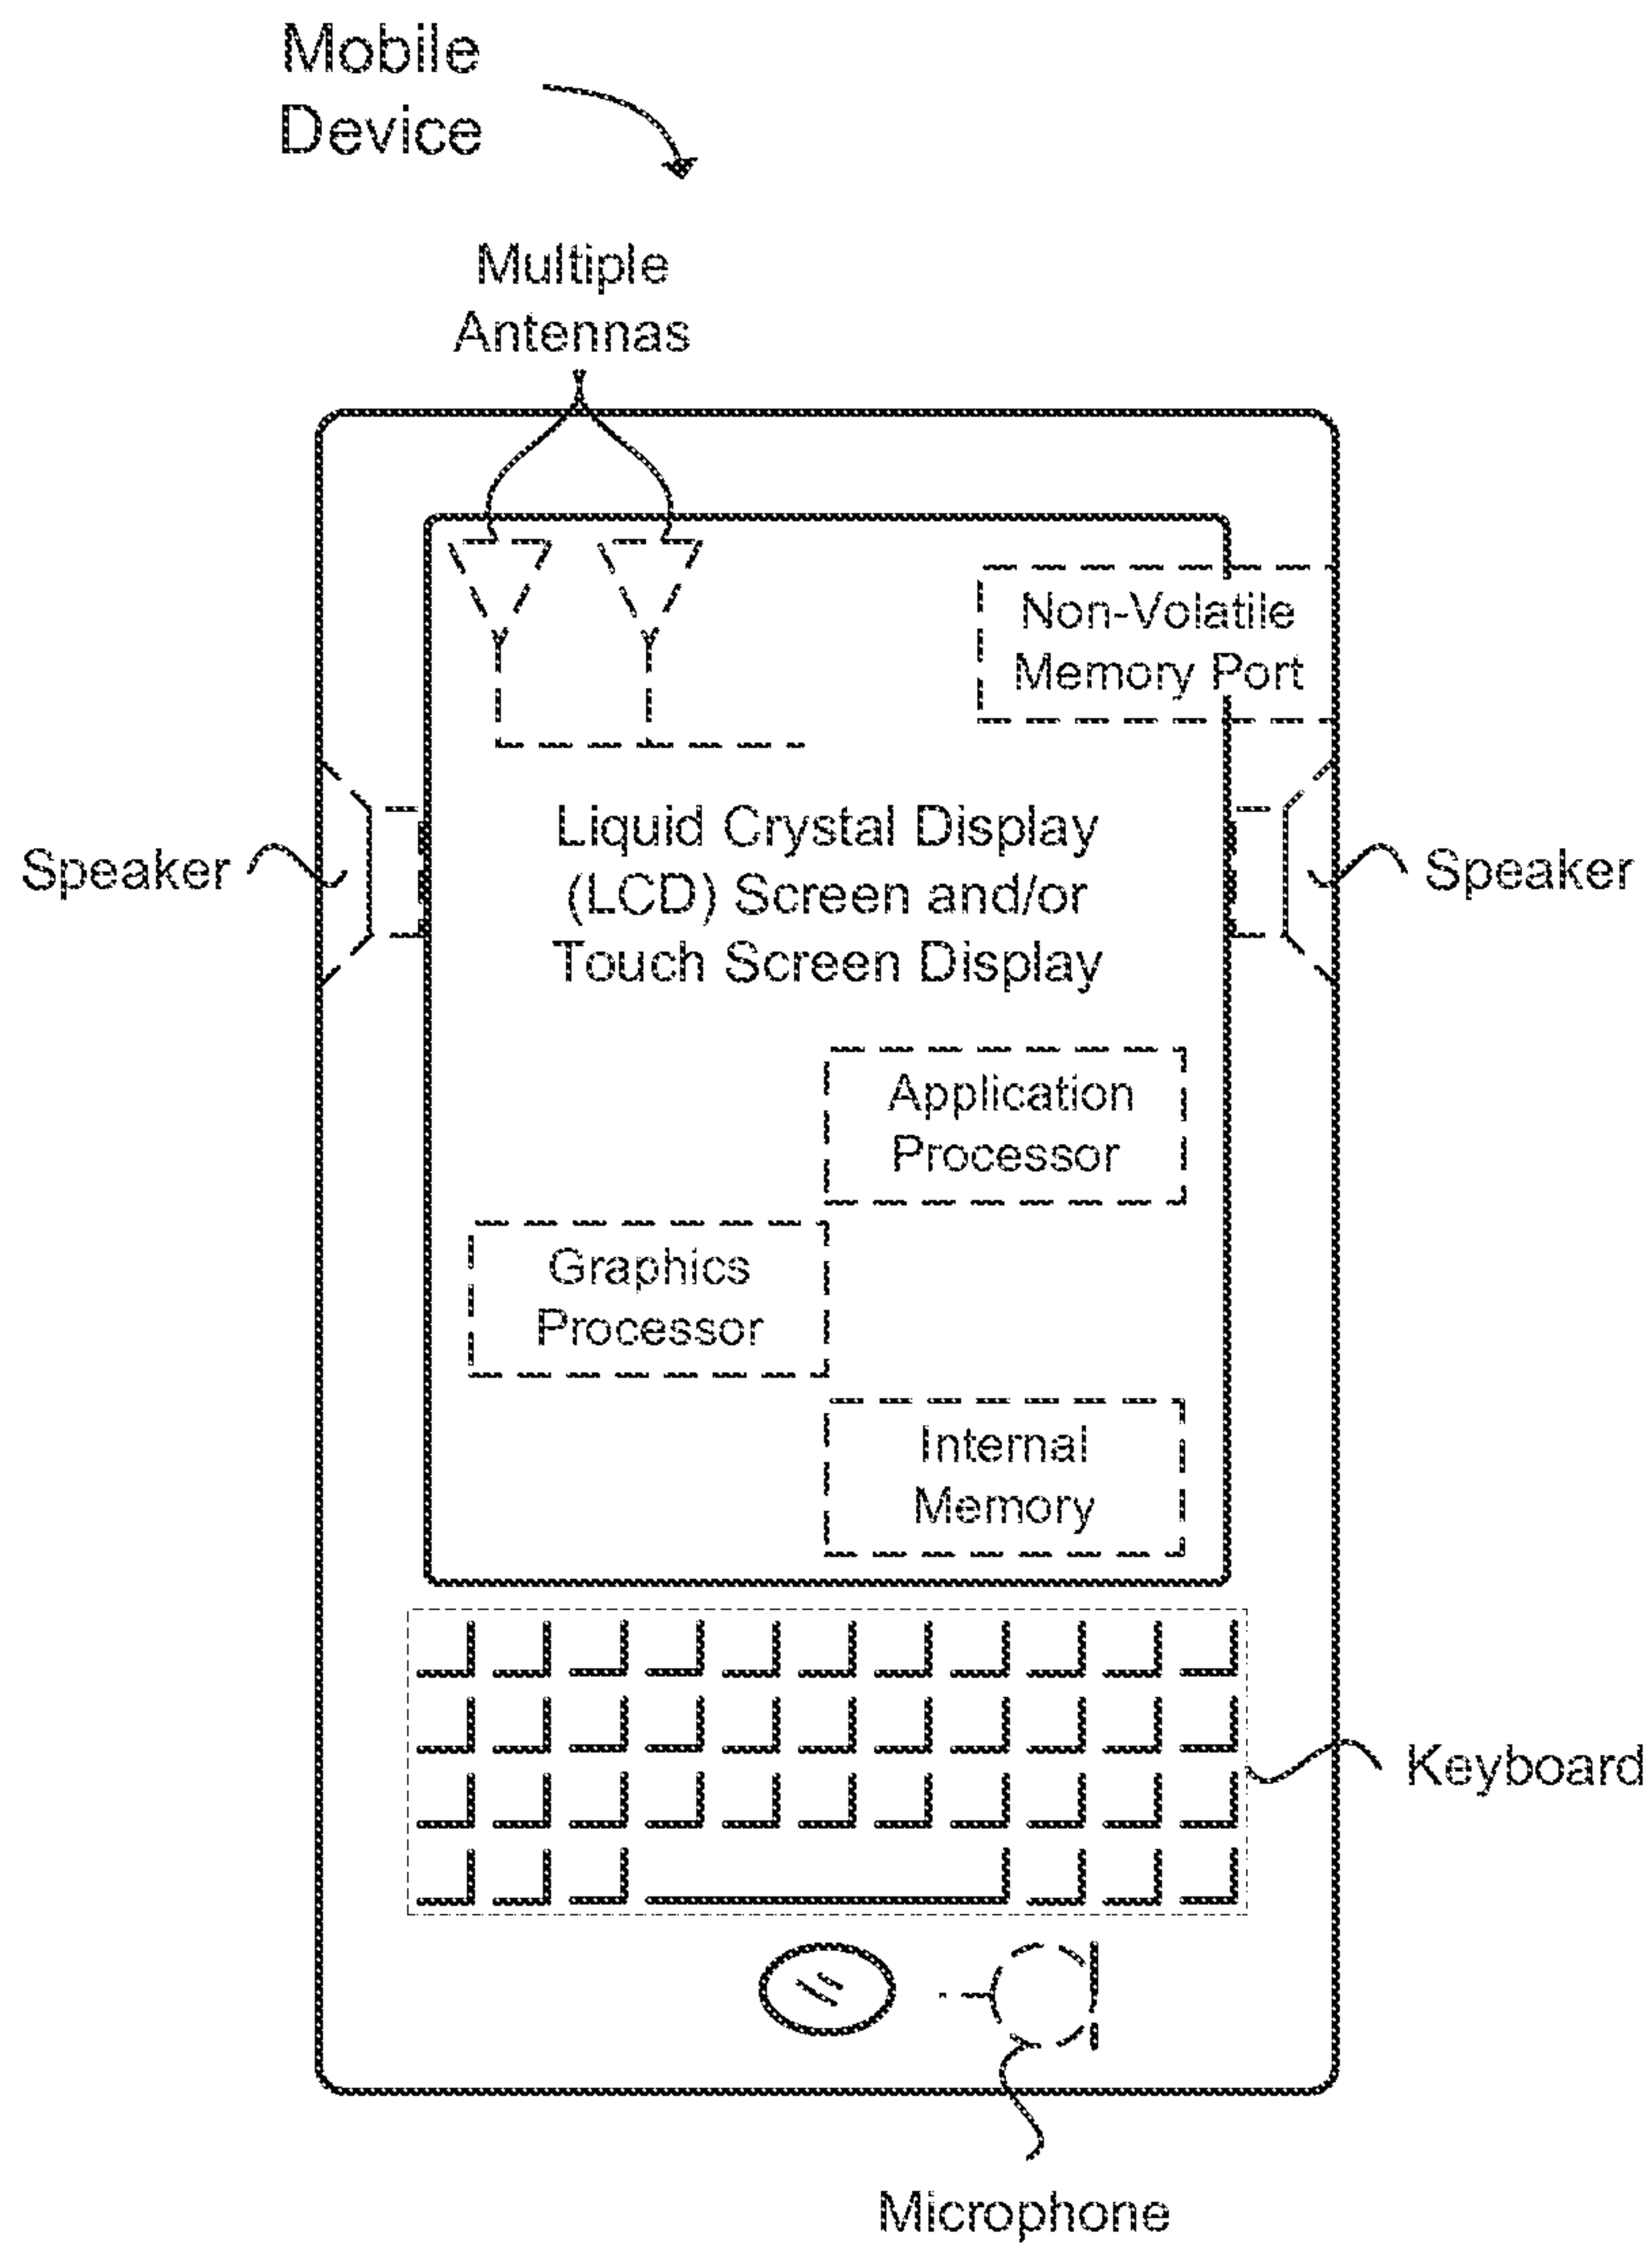 Mobile
Device
Multiple
Antennas
Non-Volatile
Memory Port
Liquid Crystal Display
(LCD) Screen and/or
Touch Screen Display
Speaker
Speaker
Application
Processor
Graphics
Processor
Internal
Memory
Keyboard
Microphone